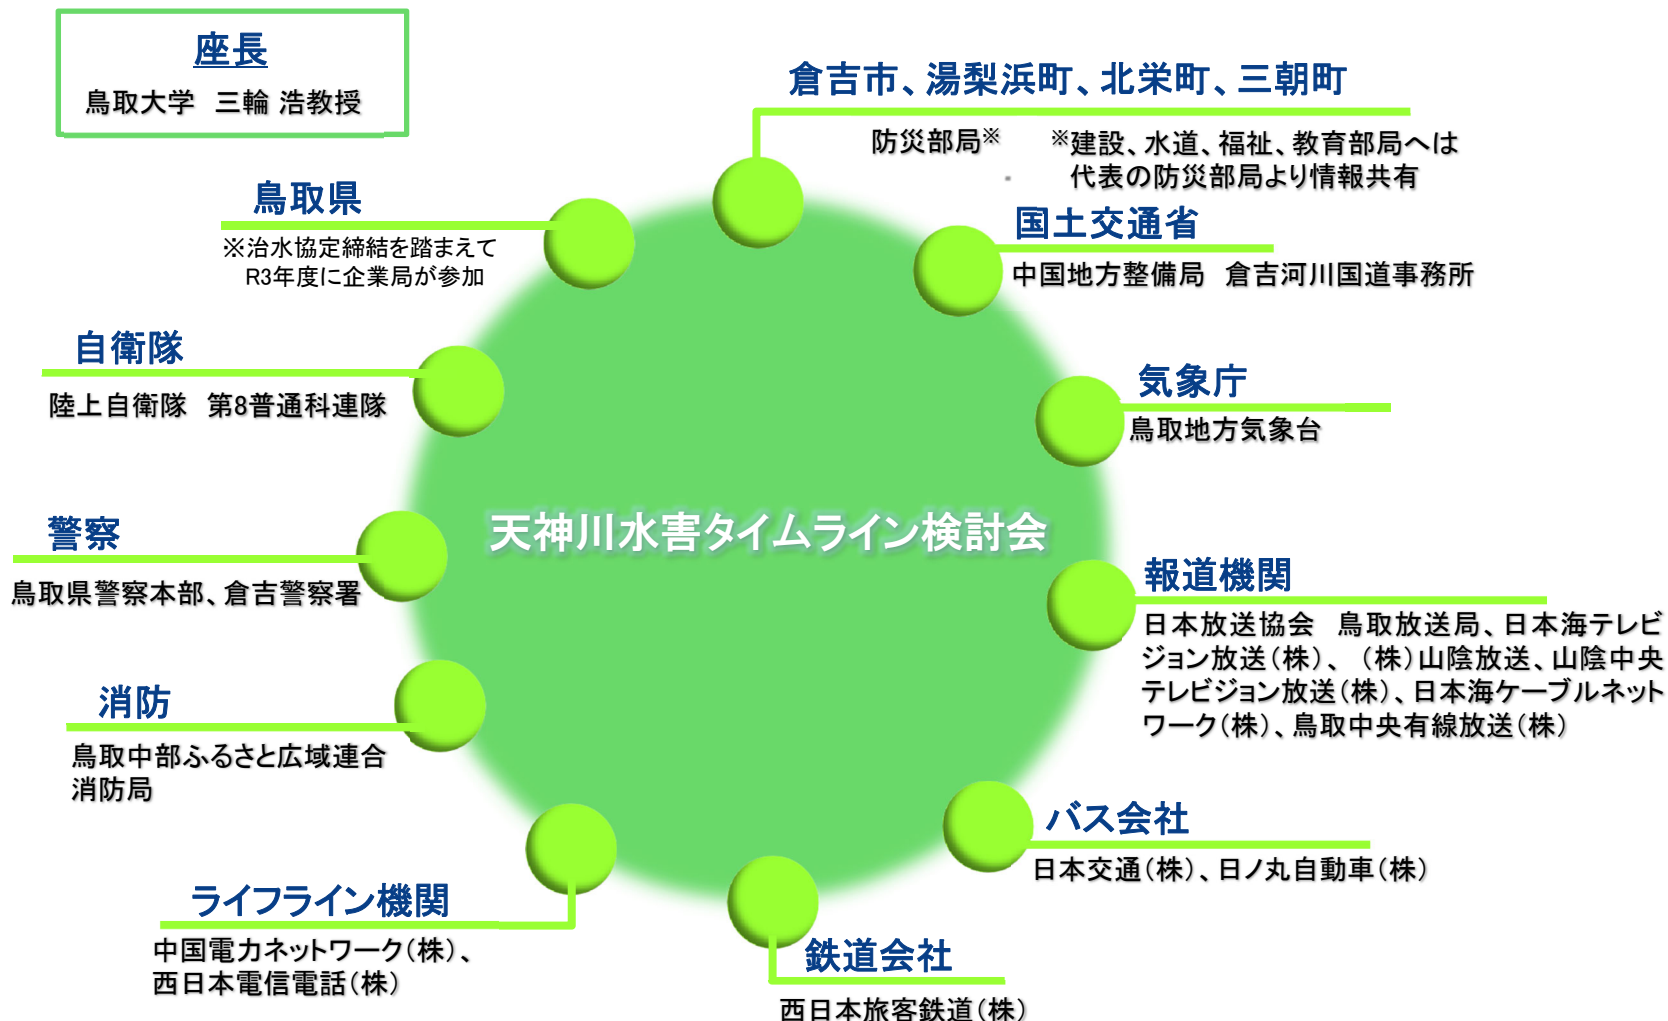 座長
鳥取大学　三輪 浩教授
倉吉市、湯梨浜町、北栄町、三朝町
防災部局※　※建設、水道、福祉、教育部局へは
代表の防災部局より情報共有
鳥取県
※治水協定締結を踏まえて
R3年度に企業局が参加
国土交通省
中国地方整備局　倉吉河川国道事務所
自衛隊
陸上自衛隊　第8普通科連隊
気象庁
鳥取地方気象台
天神川水害タイムライン検討会
警察
鳥取県警察本部、倉吉警察署
報道機関
日本放送協会　鳥取放送局、日本海テレビ
ジョン放送(株)、 (株)山陰放送、山陰中央
テレビジョン放送(株)、日本海ケーブルネット
ワーク(株)、鳥取中央有線放送(株)
消防
鳥取中部ふるさと広域連合
消防局
バス会社
日本交通(株)、日ノ丸自動車(株)
ライフライン機関
中国電力ネットワーク(株)、
西日本電信電話(株)
鉄道会社
西日本旅客鉄道(株)